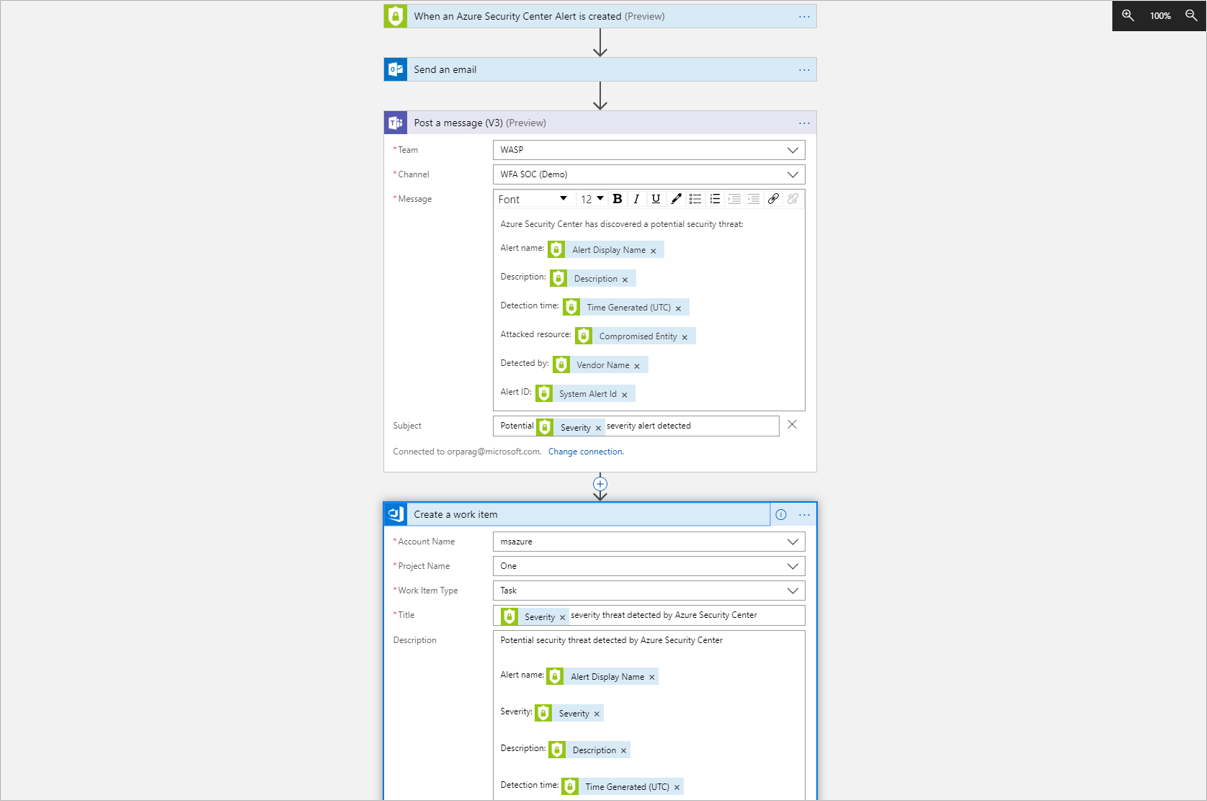 When an Azure Security Center Alert is created (Preview) ...
100%
Send an email ...
Post a message (V3) (Preview) ...
*Team WASP
*Channel WFA SOC (Demo)
*Message Font 12 B I U
Azure Security Center has discovered a potential security threat:
Alert name: Alert Display Name ×
Description: Description ×
Detection time: Time Generated (UTC) ×
Attacked resource: Compromised Entity ×
Detected by: Vendor Name ×
Alert ID: System Alert Id ×
Subject Potential Severity × severity alert detected
Connected to orparag@microsoft.com. Change connection.
Create a work item ...
*Account Name msazure
*Project Name One
*Work Item Type Task
*Title Severity × severity threat detected by Azure Security Center
Description Potential security threat detected by Azure Security Center
Alert name: Alert Display Name ×
Severity: Severity ×
Description: Description ×
Detection time: Time Generated (UTC) ×